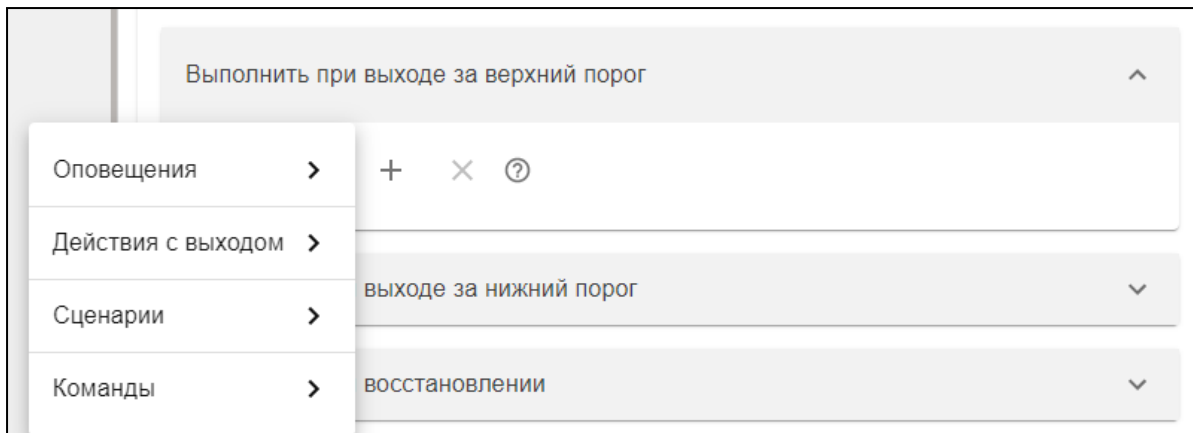 Выполнить при выходе за верхний порог
Оповещения
Действия с выходом
выходе за нижний порог
Сценарии
восстановлении
Команды